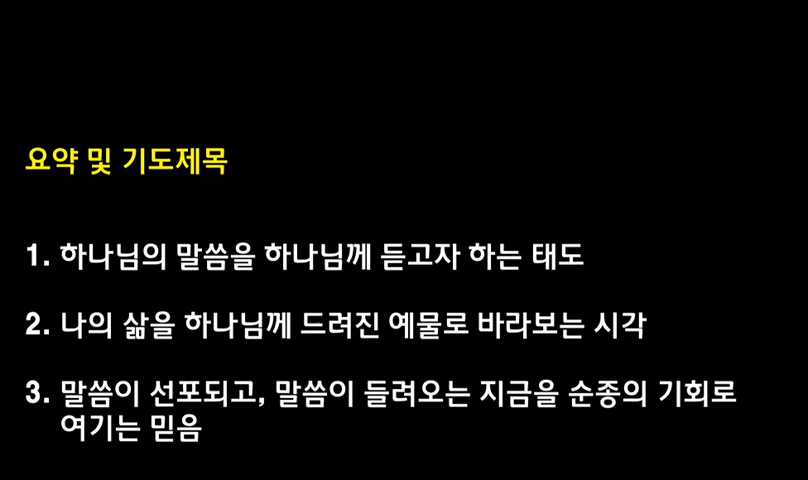 요약 및 기도제목
1. 하나님의 말씀을 하나님께 듣고자 하는 태도
2. 나의 삶을 하나님께 드려진 예물로 바라보는 시각
3. 말씀이 선포되고, 말씀이 들려오는 지금을 순종의 기회로
여기는 믿음